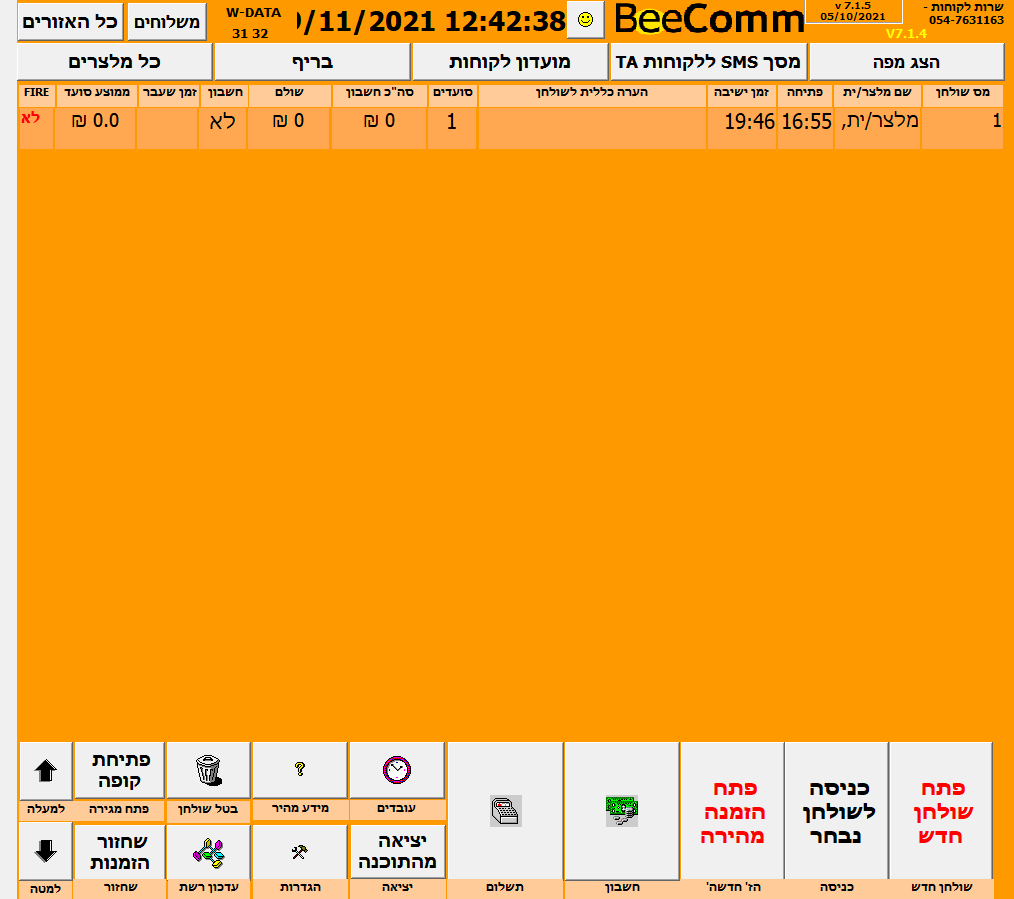 שרות לקוחות -
054-7631163
v 7.1.5
05/10/2021
V7.1.4
BeeComm
/11/2021 12:42:38
W-DATA
31 32
משלוחים
כל האזורים
הצג מפה
מסך SMS ללקוחות TA
מועדון לקוחות
בריף
כל מלצרים
מס שולחן
שם מלצר/ית
פתיחה
זמן ישיבה
הערה כללית לשולחן
סועדים
סה"כ חשבון
שולם
חשבון
זמן שעבר
ממוצע סועד
FIRE
1
מלצר/ית,
16:55
19:46
1
0 ₪
0 ₪
לא
0.0 ₪
לא
פתח
שולחן
חדש
כניסה
לשולחן
נבחר
פתח
הזמנה
מהירה
פתיחת
קופה
עובדים
מידע מהיר
בטל שולחן
פתח מגירה
למעלה
יציאה
מהתוכנה
שחזור
הזמנות
שולחן חדש
כניסה
הז' חדשה'
חשבון
תשלום
יציאה
הגדרות
עדכון רשת
שחזור
למטה